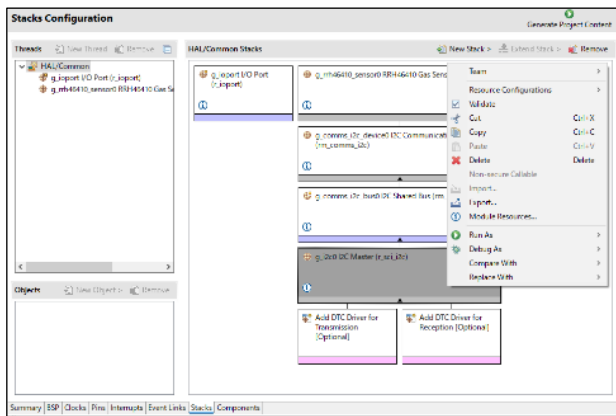 Stacks Configuration
Generate Project Content
Threads New Thread Remove
HAL/Common
g_ioport I/O Port (r_ioport)
g_rrh46410_sensor0 RRH46410 Gas Se
Objects New Object > Remove
HAL/Common Stacks New Stack > Extend Stack > Remove
g_ioport I/O Port
(r_ioport)
g_rrh46410_sensor0 RRH46410 Gas Sens
g_comms_i2c_device0 I2C Communicat
(rm_comms_i2c)
g_comms_i2c_bus0 I2C Shared Bus (rm
g_i2c0 I2C Master (r_sci_i2c)
Add DTC Driver for
Transmission
[Optional]
Add DTC Driver for
Reception [Optional]
Team
Resource Configurations
Validate
Cut Ctrl+X
Copy Ctrl+C
Paste Ctrl+V
Delete Delete
Non-secure Callable
Import...
Export...
Module Resources...
Run As
Debug As
Compare With
Replace With
Summary BSP Clocks Pins Interrupts Event Links Stacks Components